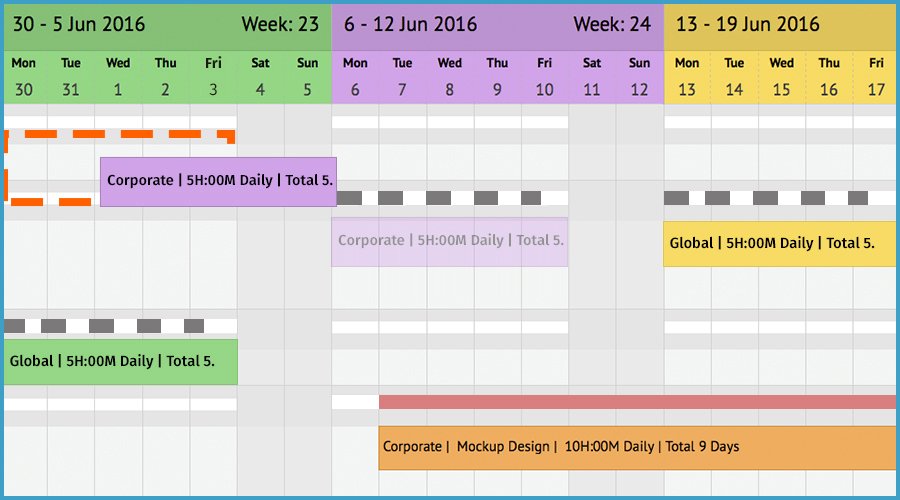 30 - 5 Jun 2016 Week: 23 6 - 12 Jun 2016 Week: 24 13 - 19 Jun 2016
Mon Tue Wed Thu Fri Sat Sun Mon Tue Wed Thu Fri Sat Sun Mon Tue Wed Thu Fri
30 31 1 2 3 4 5 6 7 8 9 10 11 12 13 14 15 16 17
Corporate | 5H:00M Daily | Total 5.
Corporate | 5H:00M Daily | Total 5.
Global | 5H:00M Daily | Total 5.
Global | 5H:00M Daily | Total 5.
Corporate | Mockup Design | 10H:00M Daily | Total 9 Days